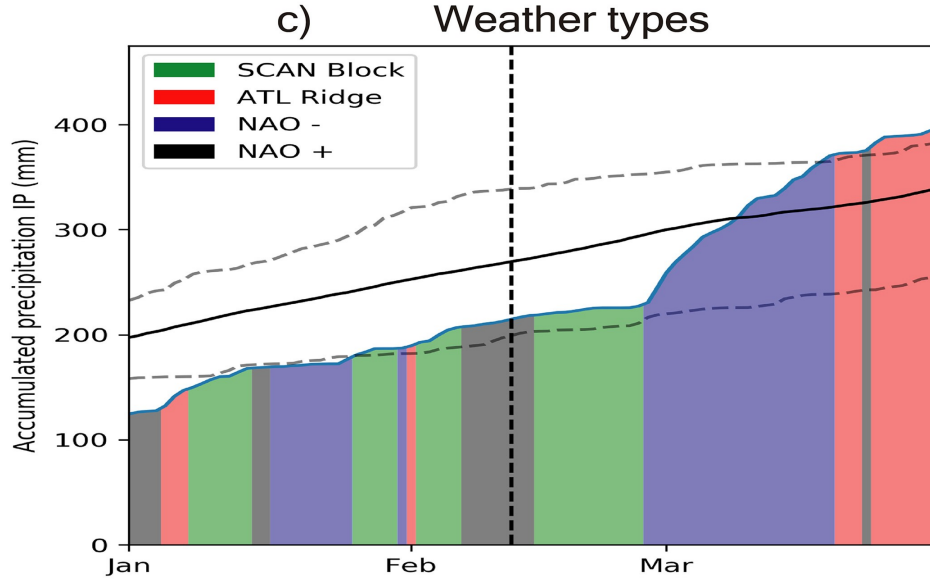 c) Weather types
SCAN Block
ATL Ridge
NAO -
NAO +
Accumulated precipitation IP (mm)
400
300
200
100
0
Jan Feb Mar